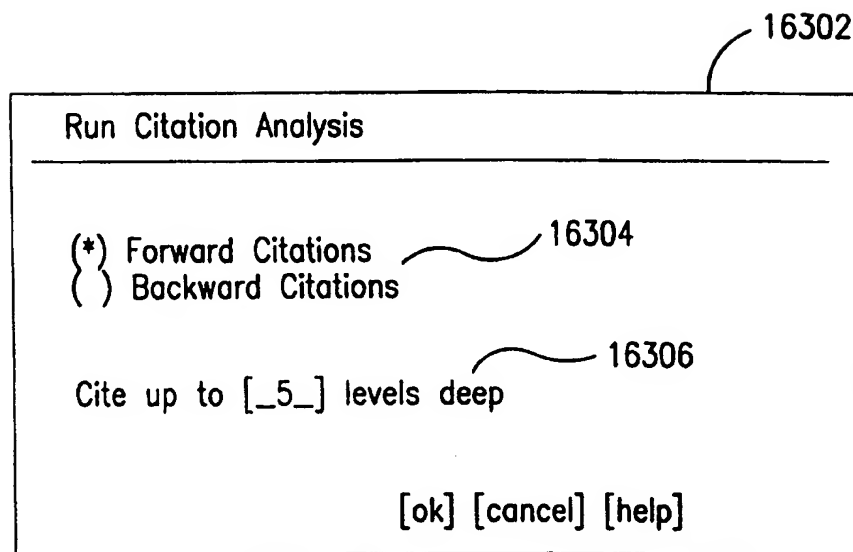 16302
Run Citation Analysis
(*) Forward Citations
16304
( ) Backward Citations
16306
Cite up to [_5_] levels deep
[ok] [cancel] [help]